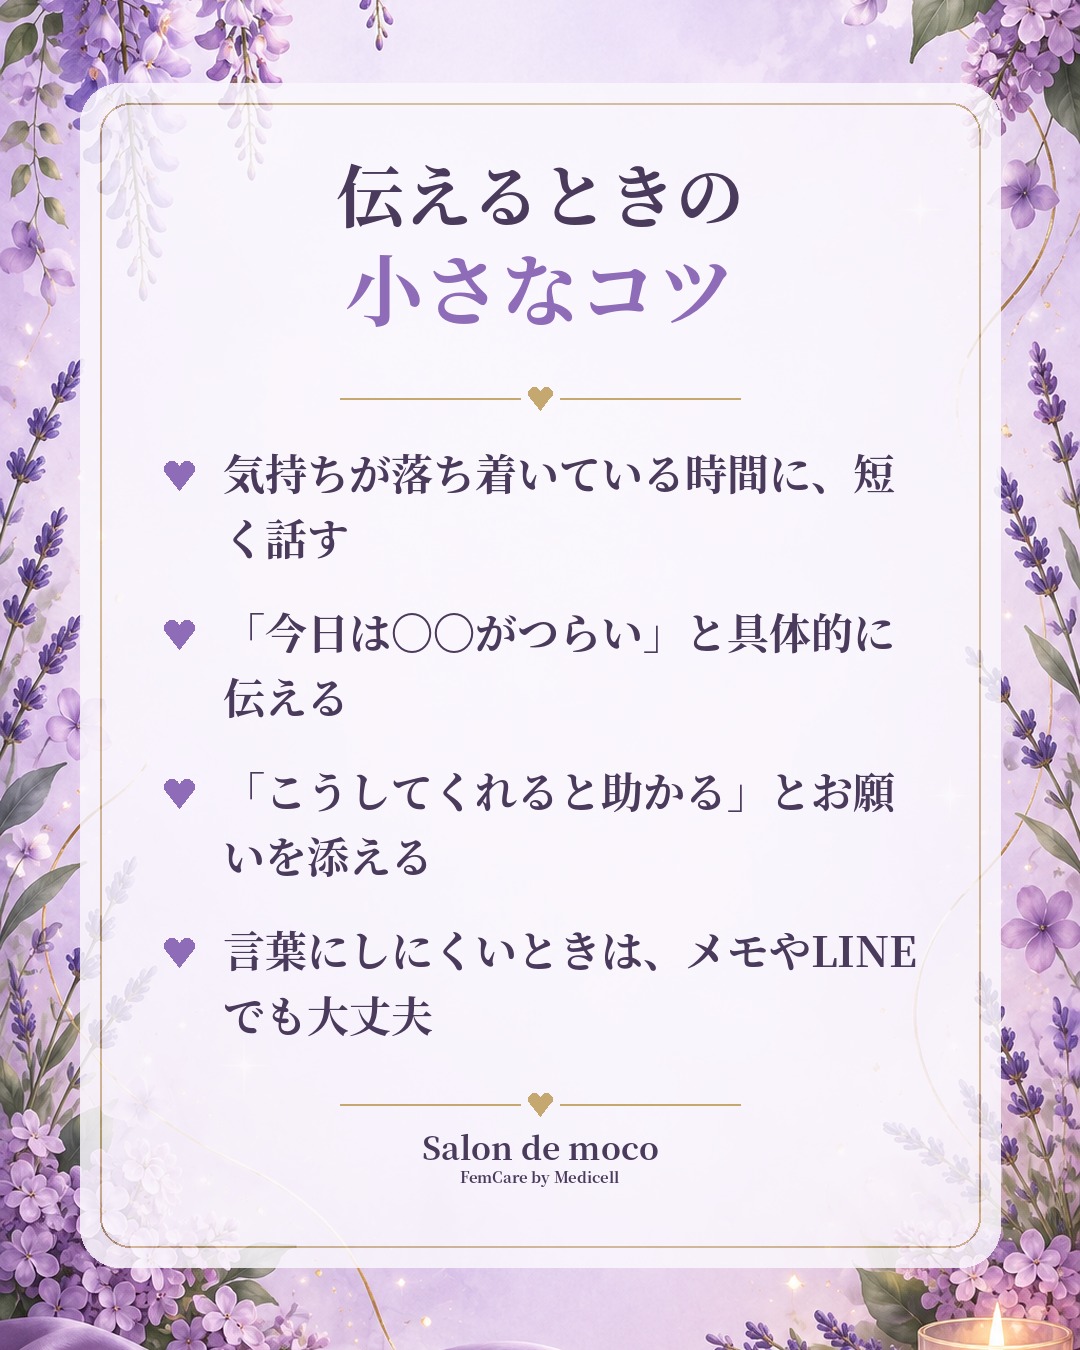 伝えるときの
小さなコツ
気持ちが落ち着いている時間に、短
く話す
「今日は〇〇がつらい」と具体的に
伝える
「こうしてくれると助かる」とお願
いを添える
言葉にしにくいときは、メモやLINE
でも大丈夫
Salon de moco
FemCare by Medicell